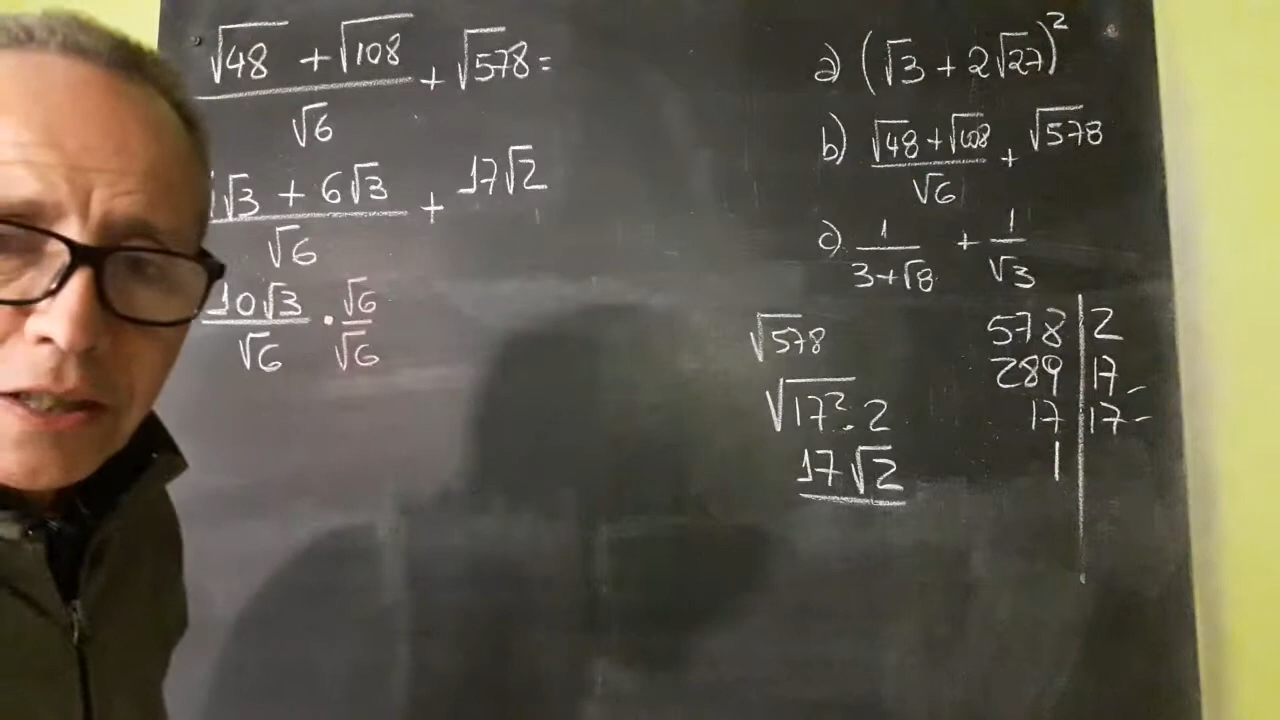 (√48 + √108)/√6 + √578 =
√3 + 6√3)/√6 + 17√2
10√3/√6 · √6/√6
a) (√3 + 2√27)²
b) (√48 + √108)/√6 + √578
c) 1/(3+√8) + 1/√3
√578
√17² · 2
17√2
578 | 2
289 | 17
17 | 17
1 |